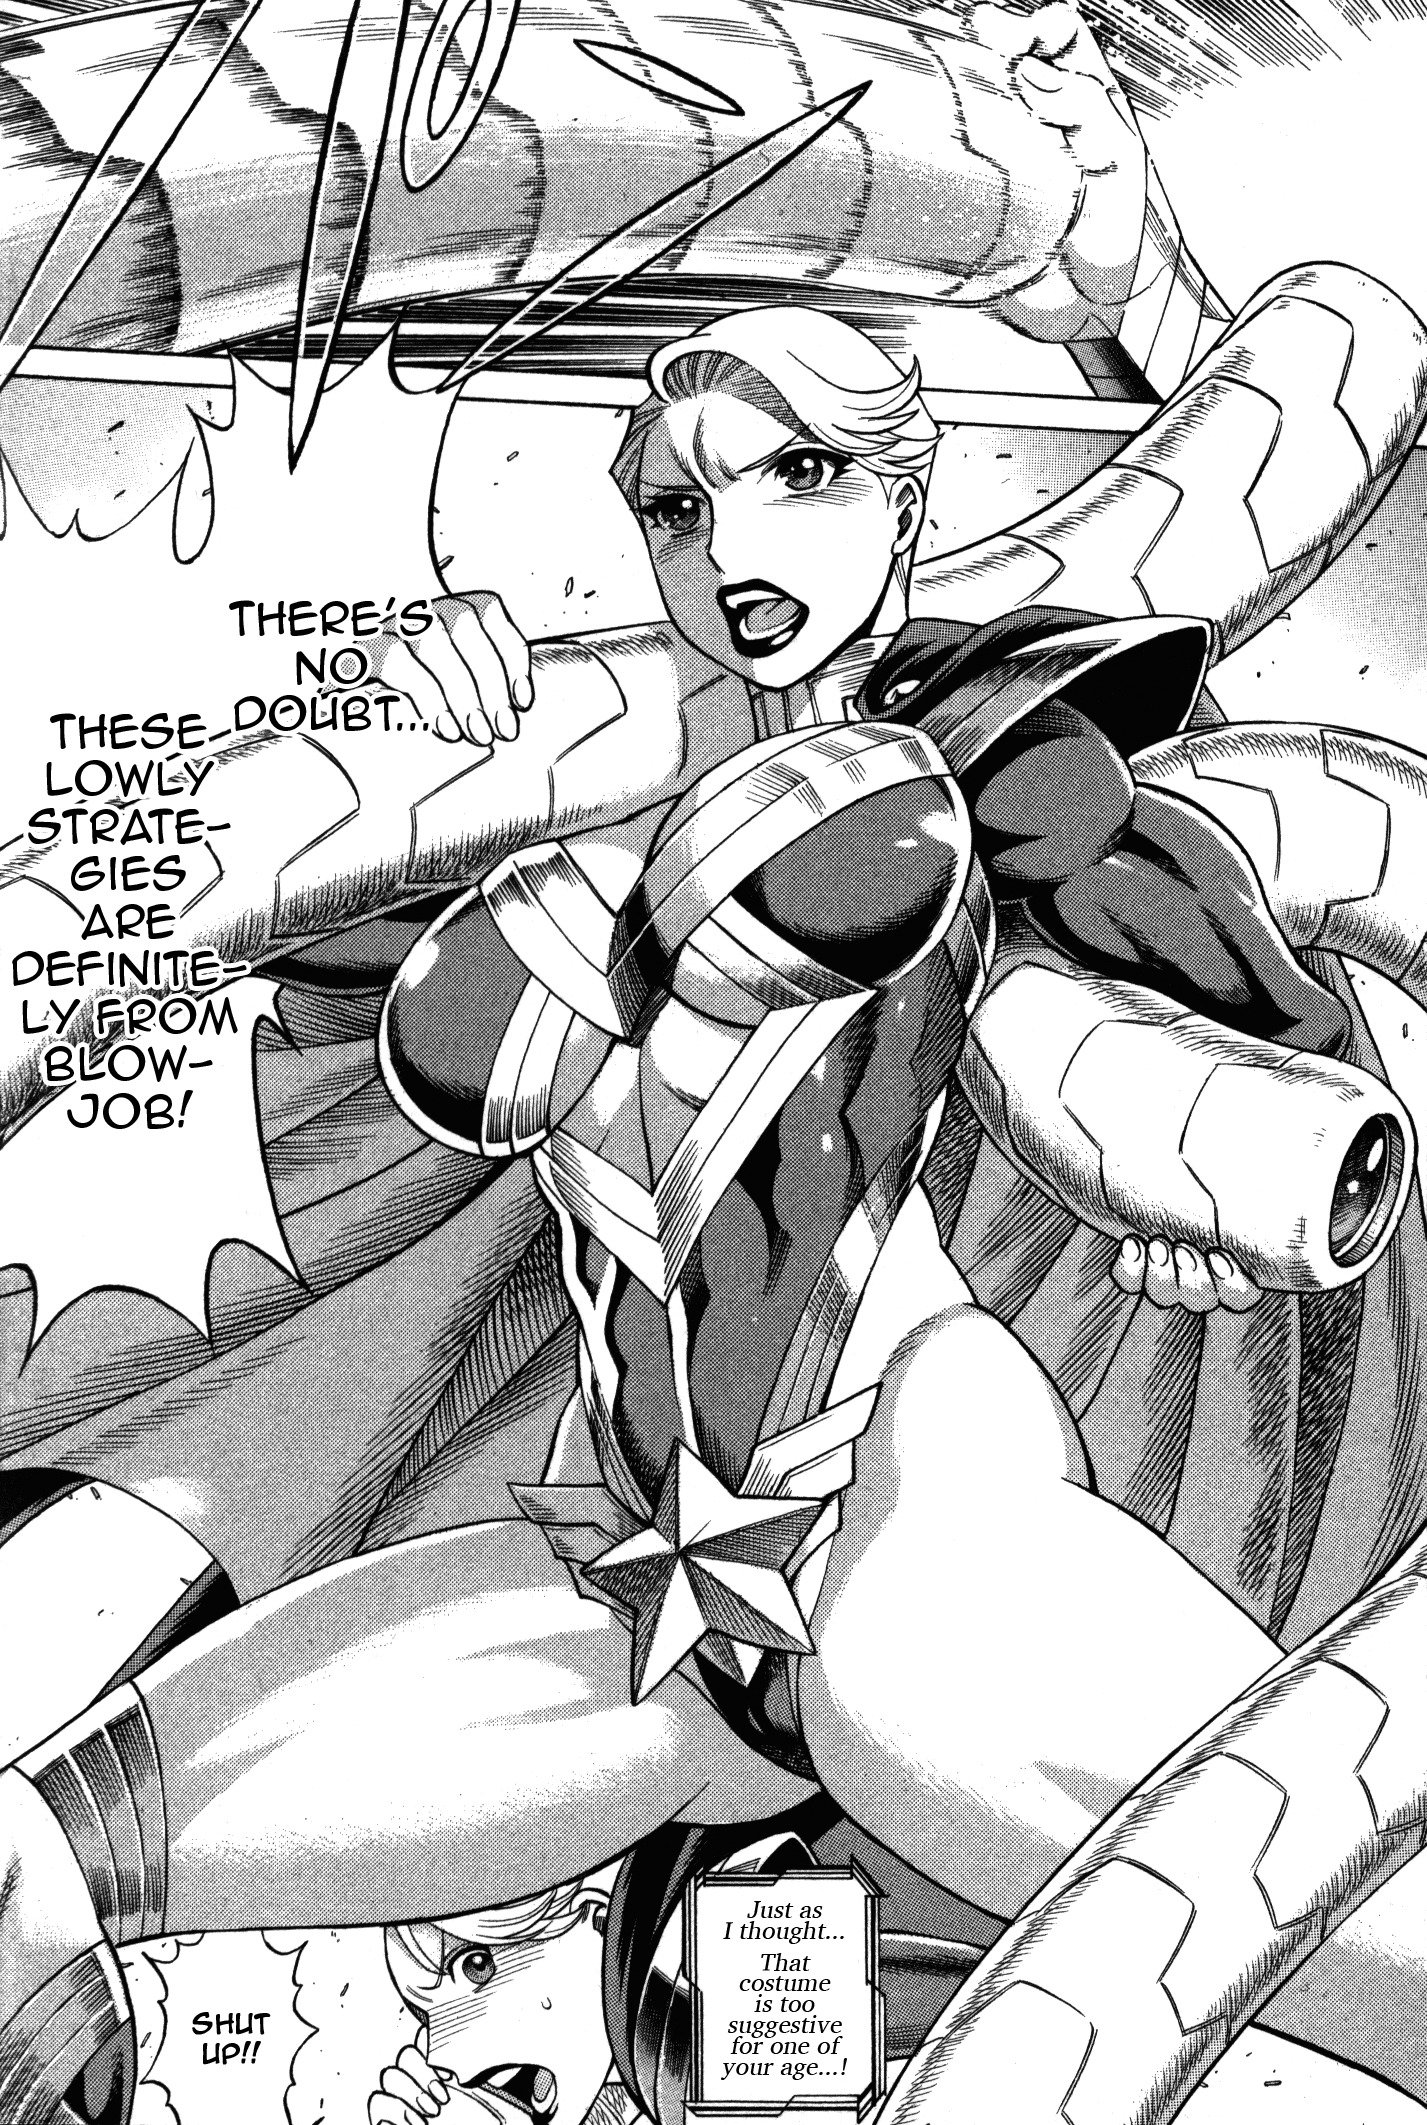 THERE'S
NO
DOUBT...
THESE
LOWLY
STRATE-
GIES
ARE
DEFINITE-
LY FROM
BLOW-
JOB!
Just as
I thought...
That
costume
is too
suggestive
for one of
your age...!
SHUT
UP!!